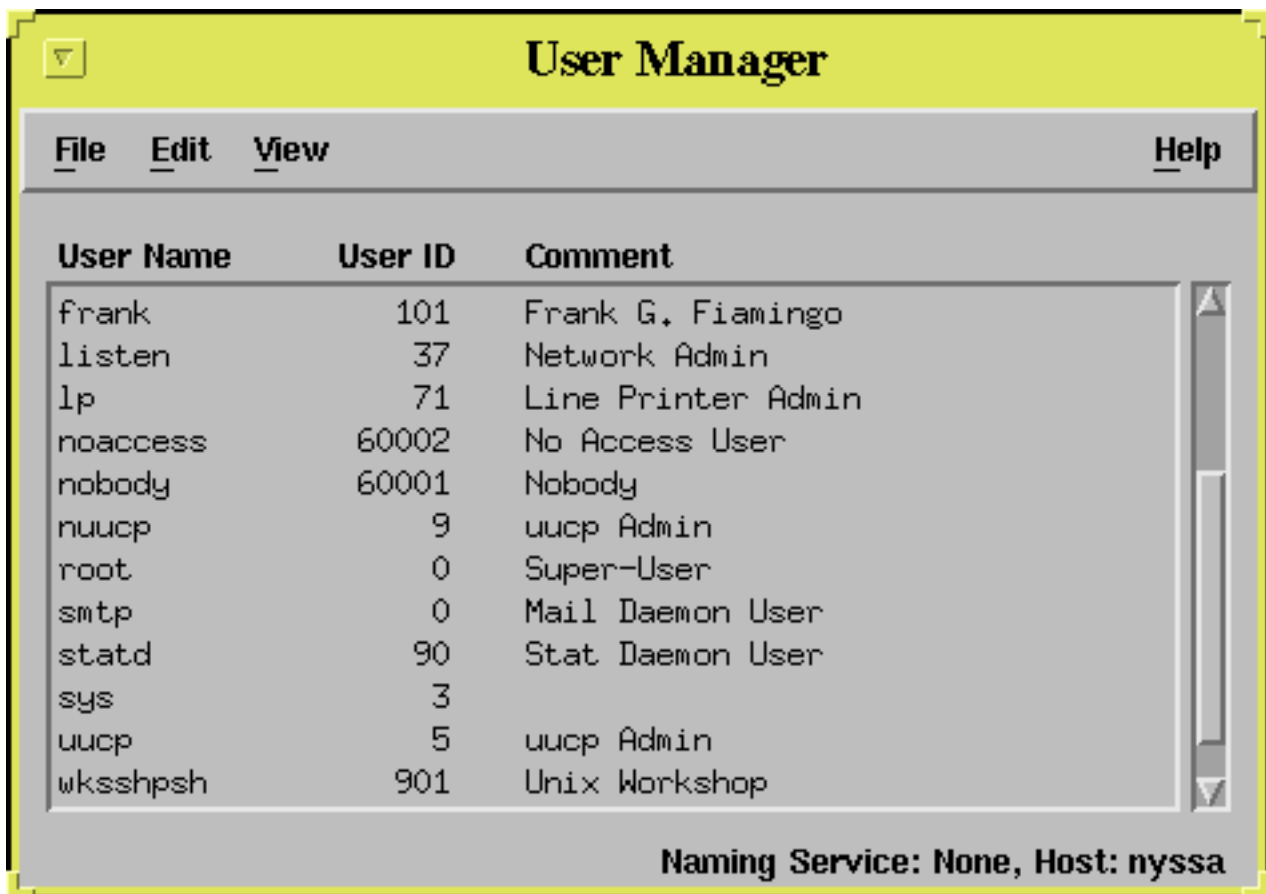 User Manager
File Edit View Help
User Name User ID Comment
frank 101 Frank G. Fiamingo
listen 37 Network Admin
lp 71 Line Printer Admin
noaccess 60002 No Access User
nobody 60001 Nobody
nuucp 9 uucp Admin
root 0 Super-User
smtp 0 Mail Daemon User
statd 90 Stat Daemon User
sys 3
uucp 5 uucp Admin
wksshpsh 901 Unix Workshop
Naming Service: None, Host: nyssa